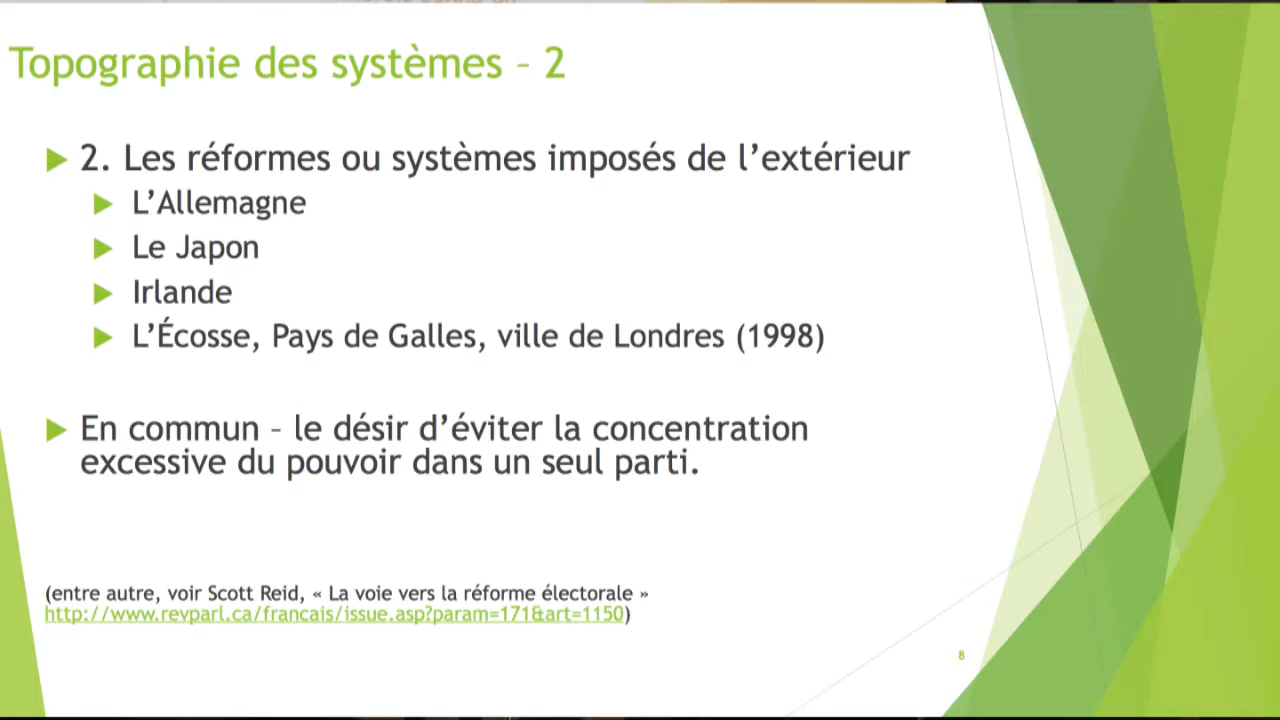 Topographie des systèmes – 2
2. Les réformes ou systèmes imposés de l’extérieur
L’Allemagne
Le Japon
Irlande
L’Écosse, Pays de Galles, ville de Londres (1998)
En commun – le désir d’éviter la concentration
excessive du pouvoir dans un seul parti.
(entre autre, voir Scott Reid, « La voie vers la réforme électorale »
http://www.revparl.ca/francais/issue.asp?param=171&art=1150)
8